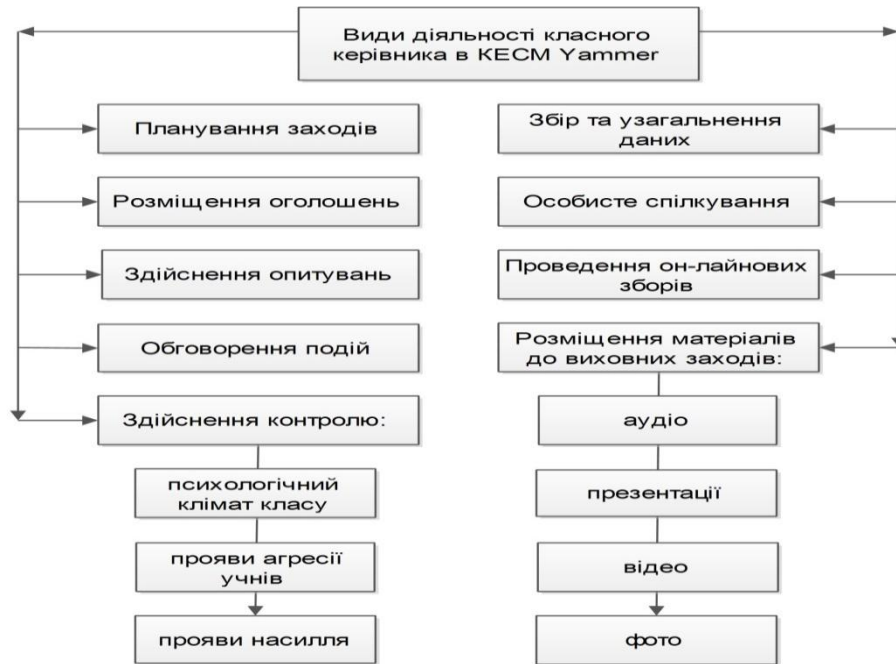 Види діяльності класного
керівника в КЕСМ Yammer
Планування заходів
Розміщення оголошень
Здійснення опитувань
Обговорення подій
Здійснення контролю:
психологічний
клімат класу
прояви агресії
учнів
прояви насилля
Збір та узагальнення
даних
Особисте спілкування
Проведення он-лайнових
зборів
Розміщення матеріалів
до виховних заходів:
аудіо
презентації
відео
фото